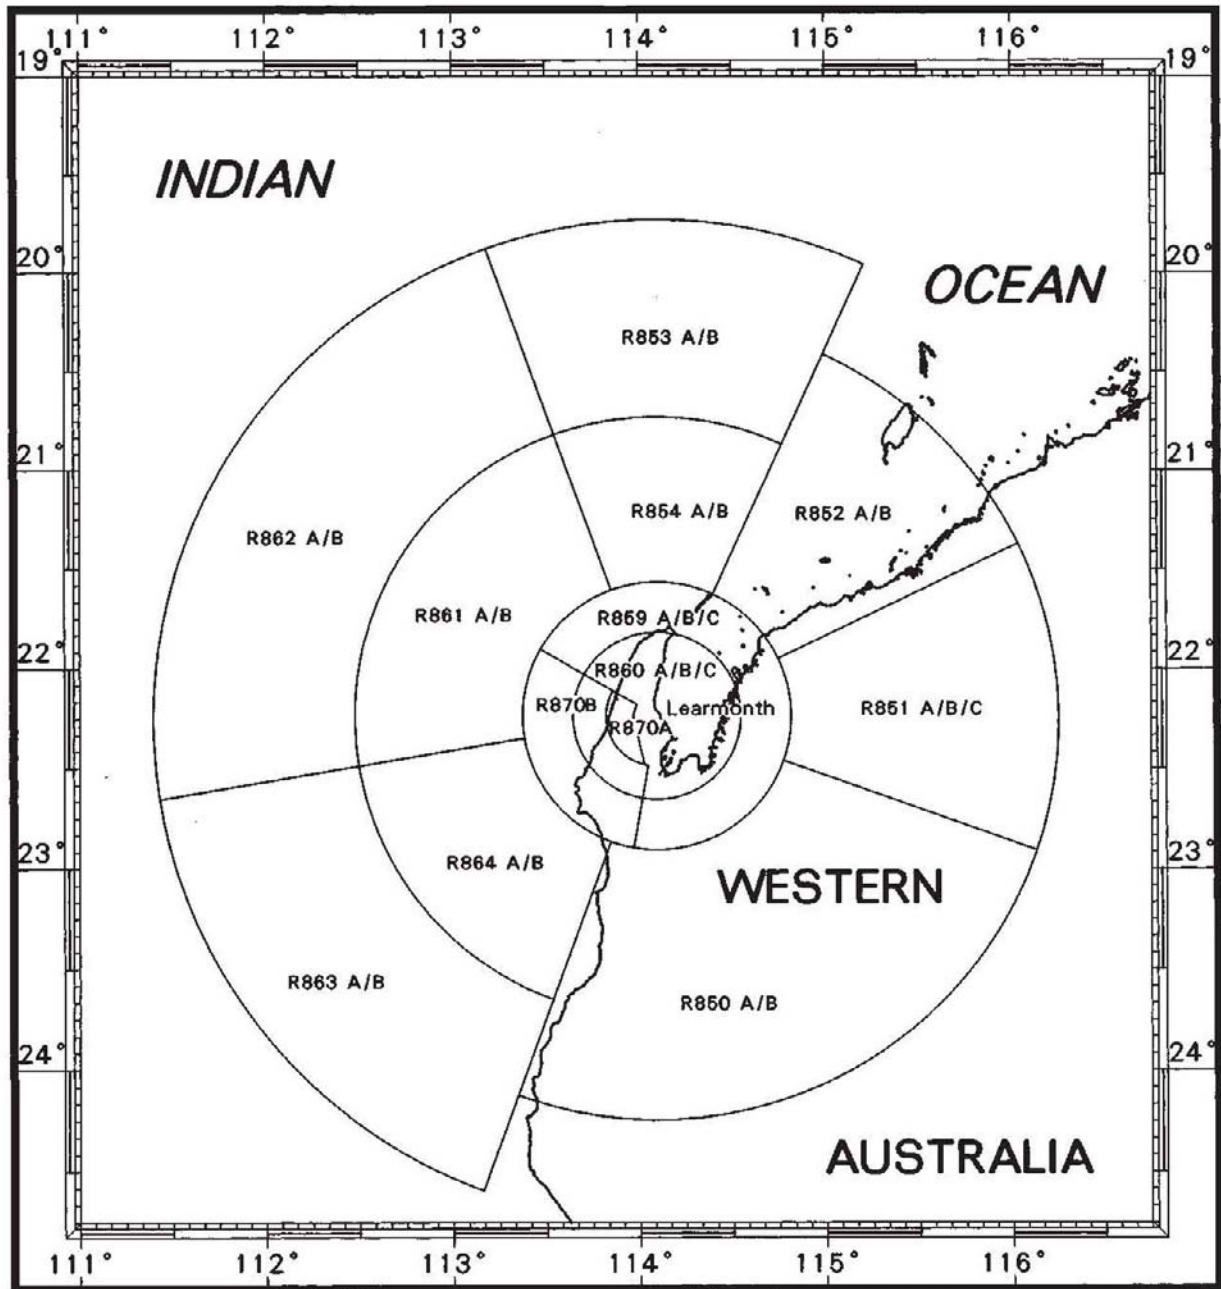 111° 112° 113° 114° 115° 116°
19° 19°
INDIAN
20° 20°
OCEAN
R853 A/B
21° 21°
R854 A/B
R852 A/B
R862 A/B
R861 A/B
R859 A/B/C
22° 22°
R860 A/B/C
R870B
Learmonth
R851 A/B/C
R870A
23° 23°
R864 A/B
WESTERN
R863 A/B
R850 A/B
24° 24°
AUSTRALIA
111° 112° 113° 114° 115° 116°